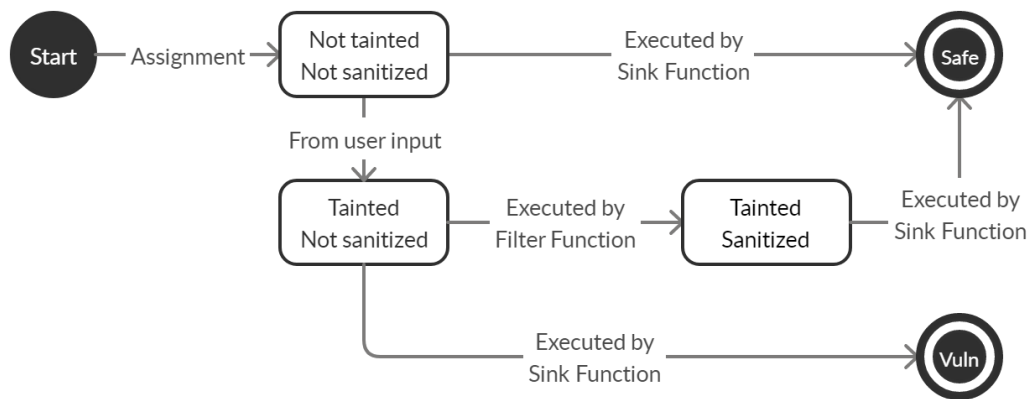 Start
Assignment
Not tainted
Not sanitized
Executed by
Sink Function
Safe
From user input
Tainted
Not sanitized
Executed by
Filter Function
Tainted
Sanitized
Executed by
Sink Function
Executed by
Sink Function
Vuln